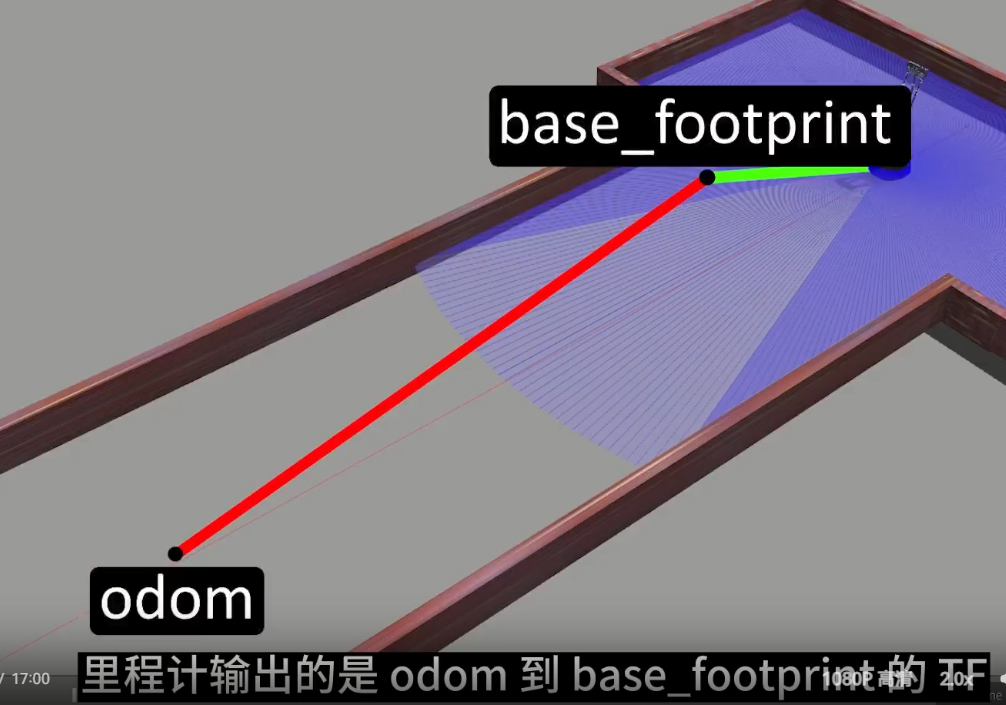 base_footprint
odom
里程计输出的是 odom 到 base_footprint 的 TF
/ 17:00
1080P 高清
2.0x